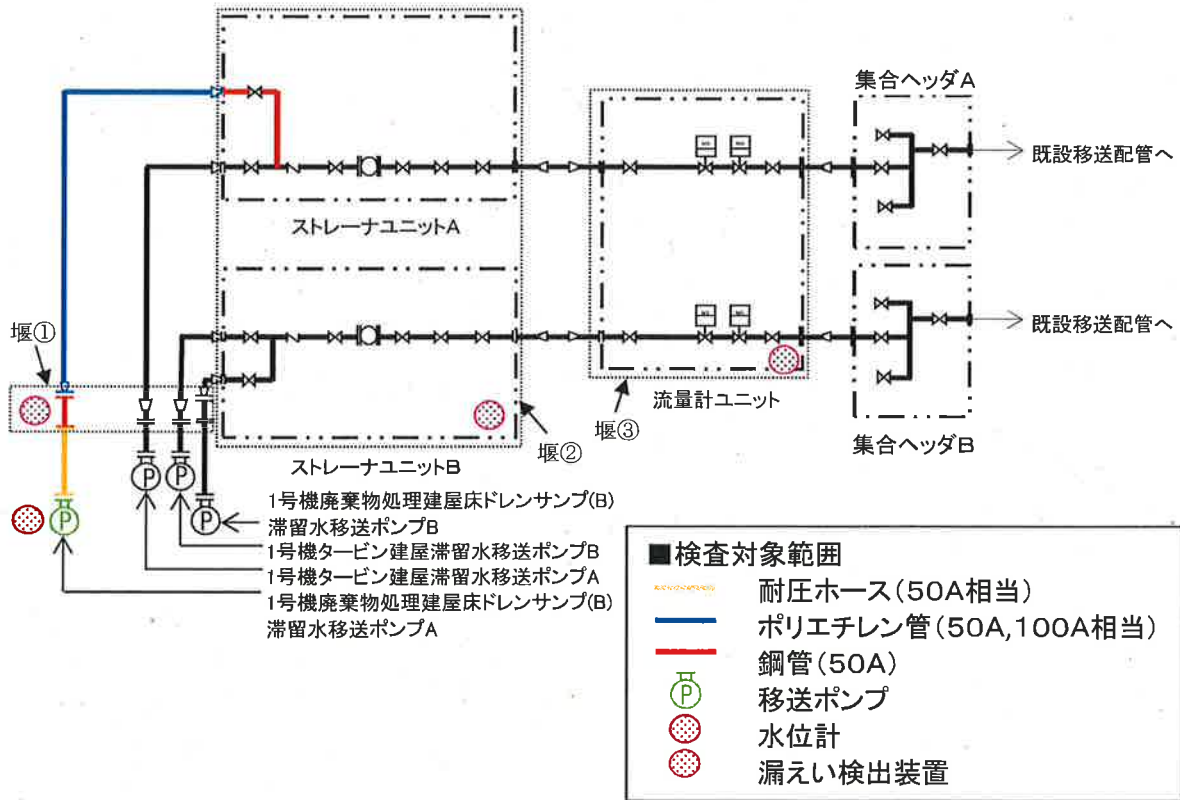 集合ヘッダA
既設移送配管へ
ストレーナユニットA
既設移送配管へ
堰①
流量計ユニット
堰③
堰②
集合ヘッダB
ストレーナユニットB
P
P
P
P
1号機廃棄物処理建屋床ドレンサンプ(B)
滞留水移送ポンプB
1号機タービン建屋滞留水移送ポンプB
1号機タービン建屋滞留水移送ポンプA
1号機廃棄物処理建屋床ドレンサンプ(B)
滞留水移送ポンプA
■検査対象範囲
耐圧ホース(50A相当)
ポリエチレン管(50A,100A相当)
鋼管(50A)
P
移送ポンプ
水位計
漏えい検出装置